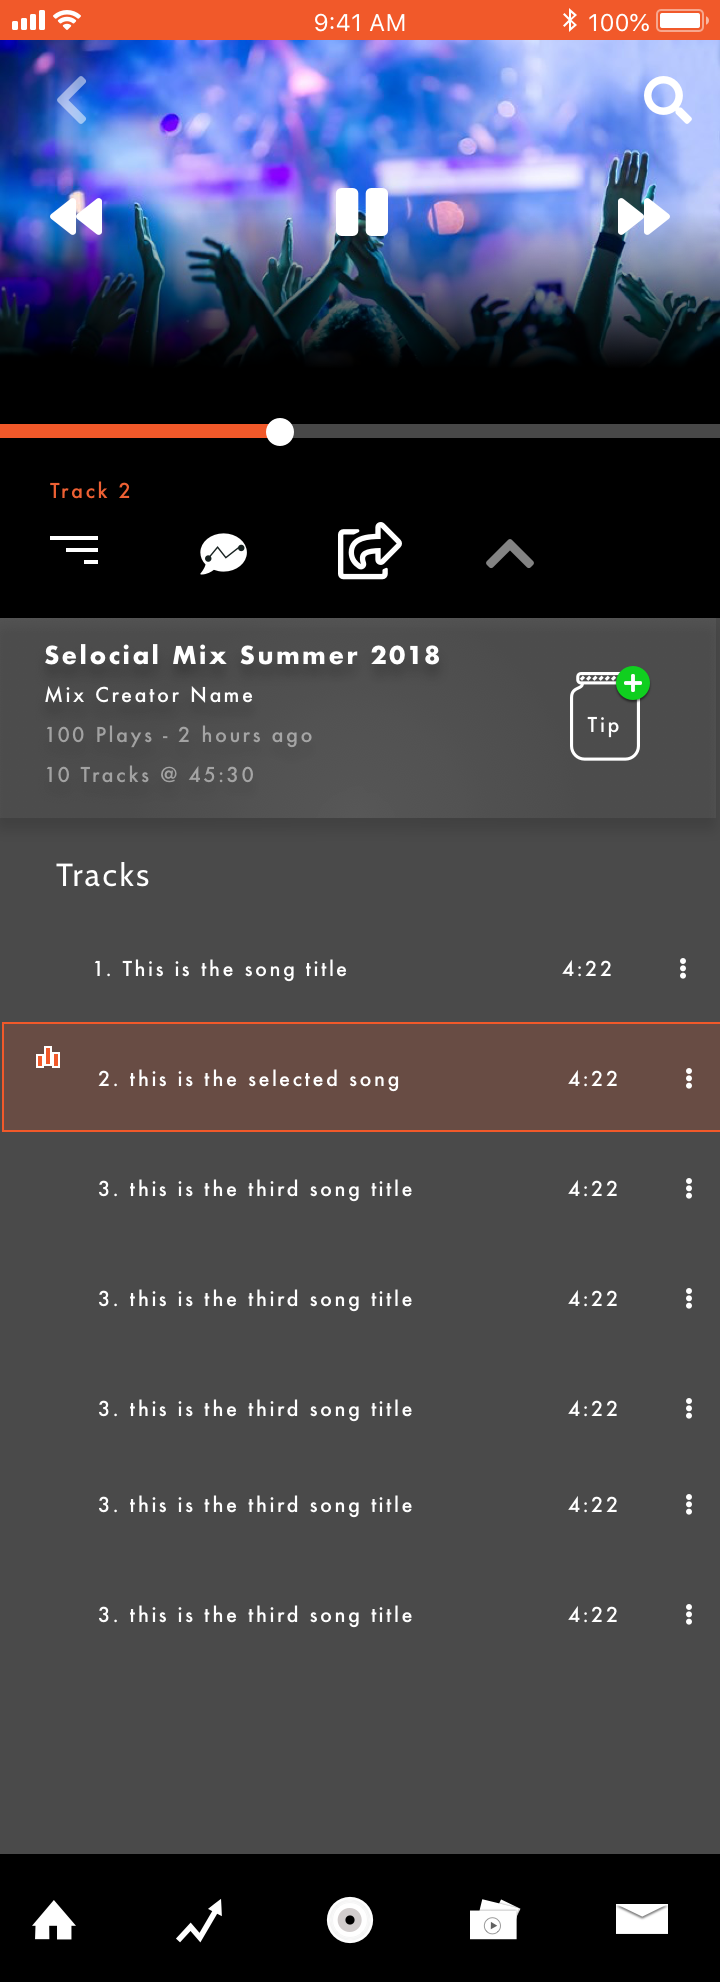 9:41 AM 100%
Track 2
Selocial Mix Summer 2018
Mix Creator Name
100 Plays - 2 hours ago
10 Tracks @ 45:30
Tip
Tracks
1. This is the song title 4:22
2. this is the selected song 4:22
3. this is the third song title 4:22
3. this is the third song title 4:22
3. this is the third song title 4:22
3. this is the third song title 4:22
3. this is the third song title 4:22